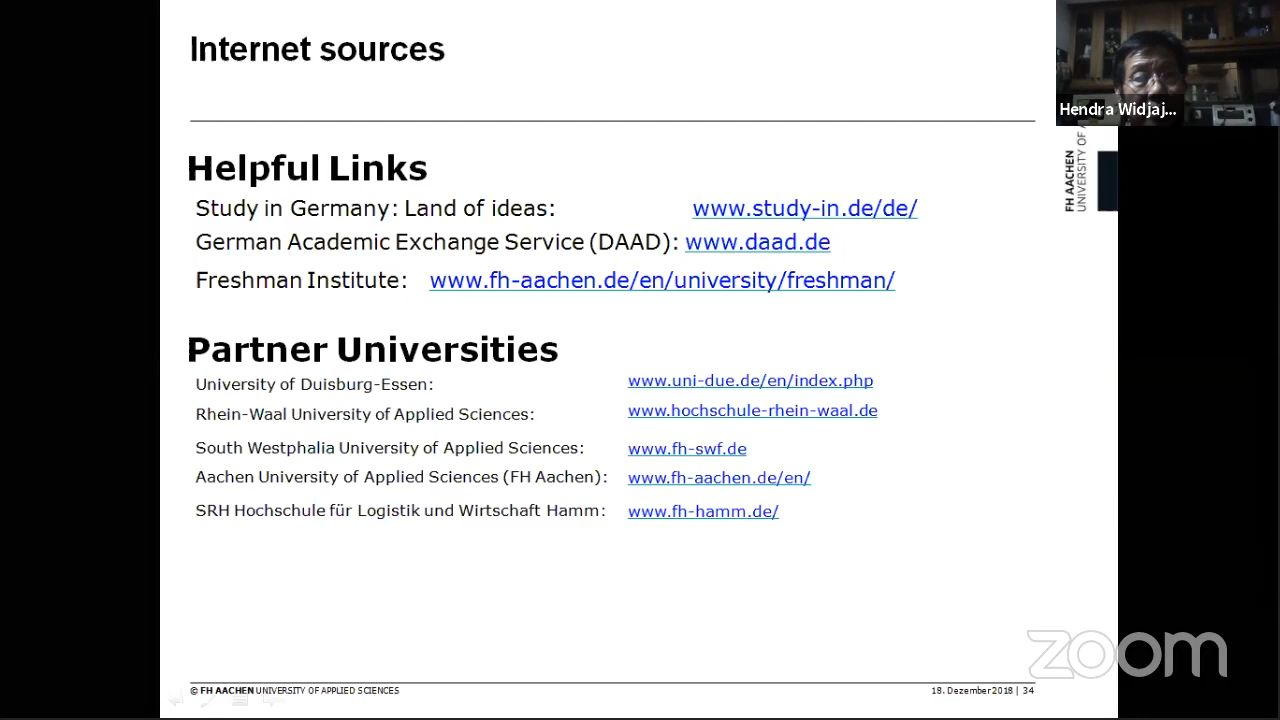 Internet sources
Hendra Widjaj...
FH AACHEN
UNIVERSITY OF
Helpful Links
Study in Germany: Land of ideas: www.study-in.de/de/
German Academic Exchange Service (DAAD): www.daad.de
Freshman Institute: www.fh-aachen.de/en/university/freshman/
Partner Universities
University of Duisburg-Essen: www.uni-due.de/en/index.php
Rhein-Waal University of Applied Sciences: www.hochschule-rhein-waal.de
South Westphalia University of Applied Sciences: www.fh-swf.de
Aachen University of Applied Sciences (FH Aachen): www.fh-aachen.de/en/
SRH Hochschule für Logistik und Wirtschaft Hamm: www.fh-hamm.de/
zoom
© FH AACHEN UNIVERSITY OF APPLIED SCIENCES 18. Dezember 2018 | 34